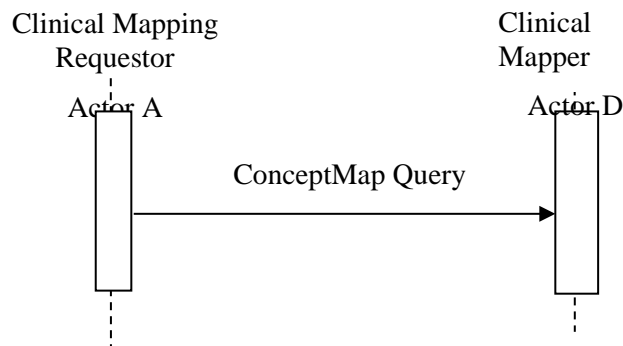 Clinical Mapping
Requestor
Clinical
Mapper
Actor A
Actor D
ConceptMap Query